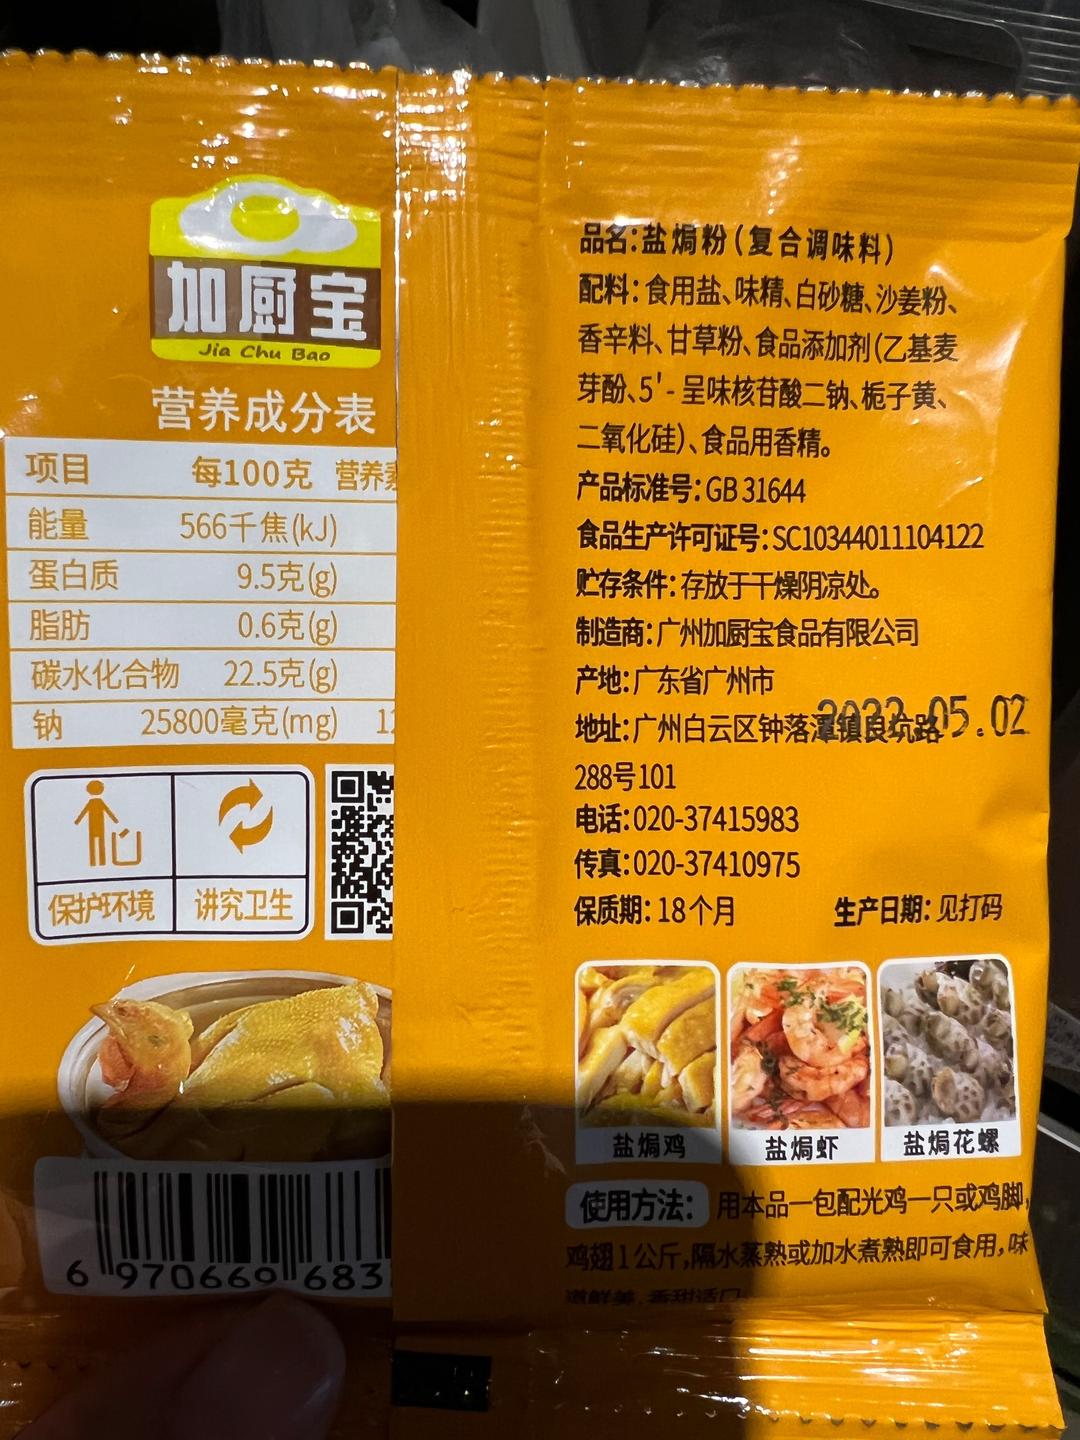 加厨宝
Jia Chu Bao
营养成分表
项目 每100克 营养
能量 566千焦(kJ)
蛋白质 9.5克(g)
脂肪 0.6克(g)
碳水化合物 22.5克(g)
钠 25800毫克(mg)
保护环境 讲究卫生
6 970669 683
品名:盐焗粉(复合调味料)
配料:食用盐、味精、白砂糖、沙姜粉、
香辛料、甘草粉、食品添加剂(乙基麦
芽酚、5'-呈味核苷酸二钠、栀子黄、
二氧化硅)、食品用香精。
产品标准号:GB 31644
食品生产许可证号:SC10344011104122
贮存条件:存放于干燥阴凉处。
制造商:广州加厨宝食品有限公司
产地:广东省广州市
地址:广州白云区钟落潭镇良坑路
288号101
电话:020-37415983
传真:020-37410975
保质期:18个月 生产日期:见打码
盐焗鸡 盐焗虾 盐焗花螺
使用方法: 用本品一包配光鸡一只或鸡脚,
鸡翅1公斤,隔水蒸熟或加水煮熟即可食用,味
道鲜美,香甜适口